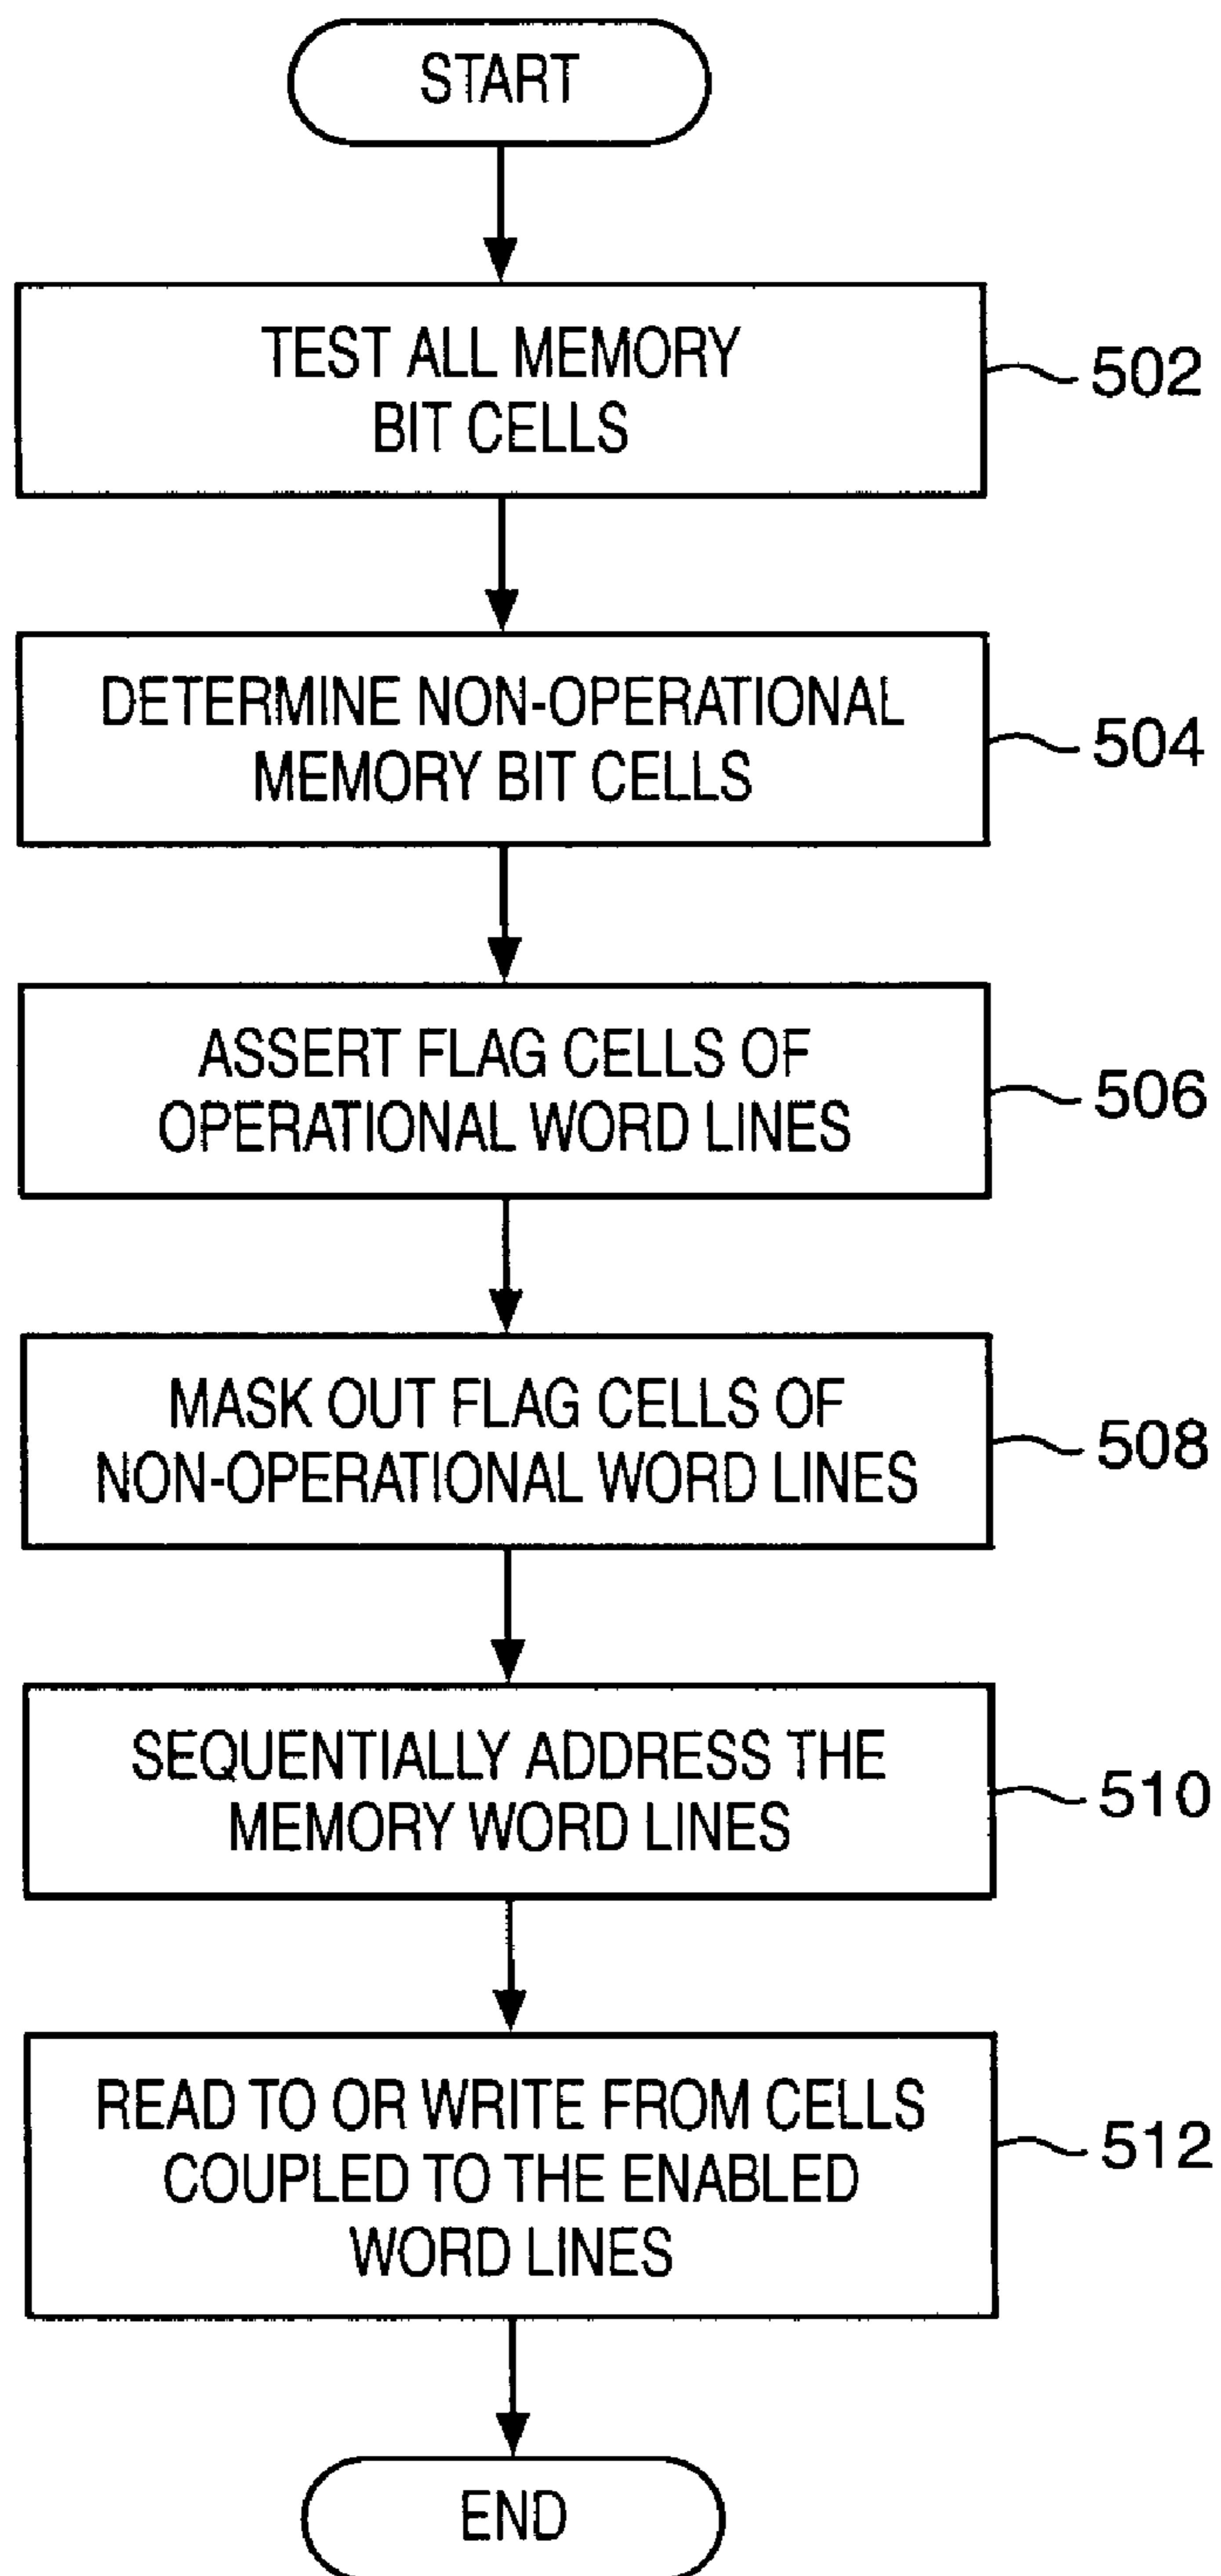 START
TEST ALL MEMORY
BIT CELLS
502
DETERMINE NON-OPERATIONAL
MEMORY BIT CELLS
504
ASSERT FLAG CELLS OF
OPERATIONAL WORD LINES
506
MASK OUT FLAG CELLS OF
NON-OPERATIONAL WORD LINES
508
SEQUENTIALLY ADDRESS THE
MEMORY WORD LINES
510
READ TO OR WRITE FROM CELLS
COUPLED TO THE ENABLED
WORD LINES
512
END